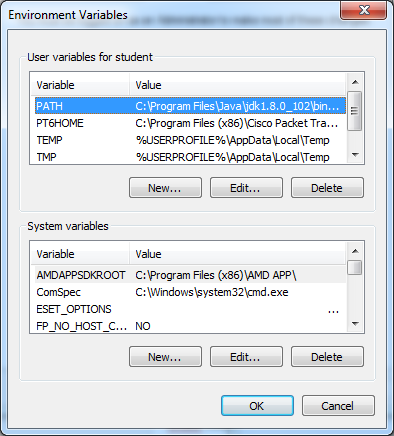 Environment Variables
User variables for student
Variable Value
PATH C:\Program Files\Java\jdk1.8.0_102\bin...
PT6HOME C:\Program Files (x86)\Cisco Packet Tra...
TEMP %USERPROFILE%\AppData\Local\Temp
TMP %USERPROFILE%\AppData\Local\Temp
New... Edit... Delete
System variables
Variable Value
AMDAPPSDKROOT C:\Program Files (x86)\AMD APP\
ComSpec C:\Windows\system32\cmd.exe
ESET_OPTIONS ...
FP_NO_HOST_C... NO
New... Edit... Delete
OK Cancel